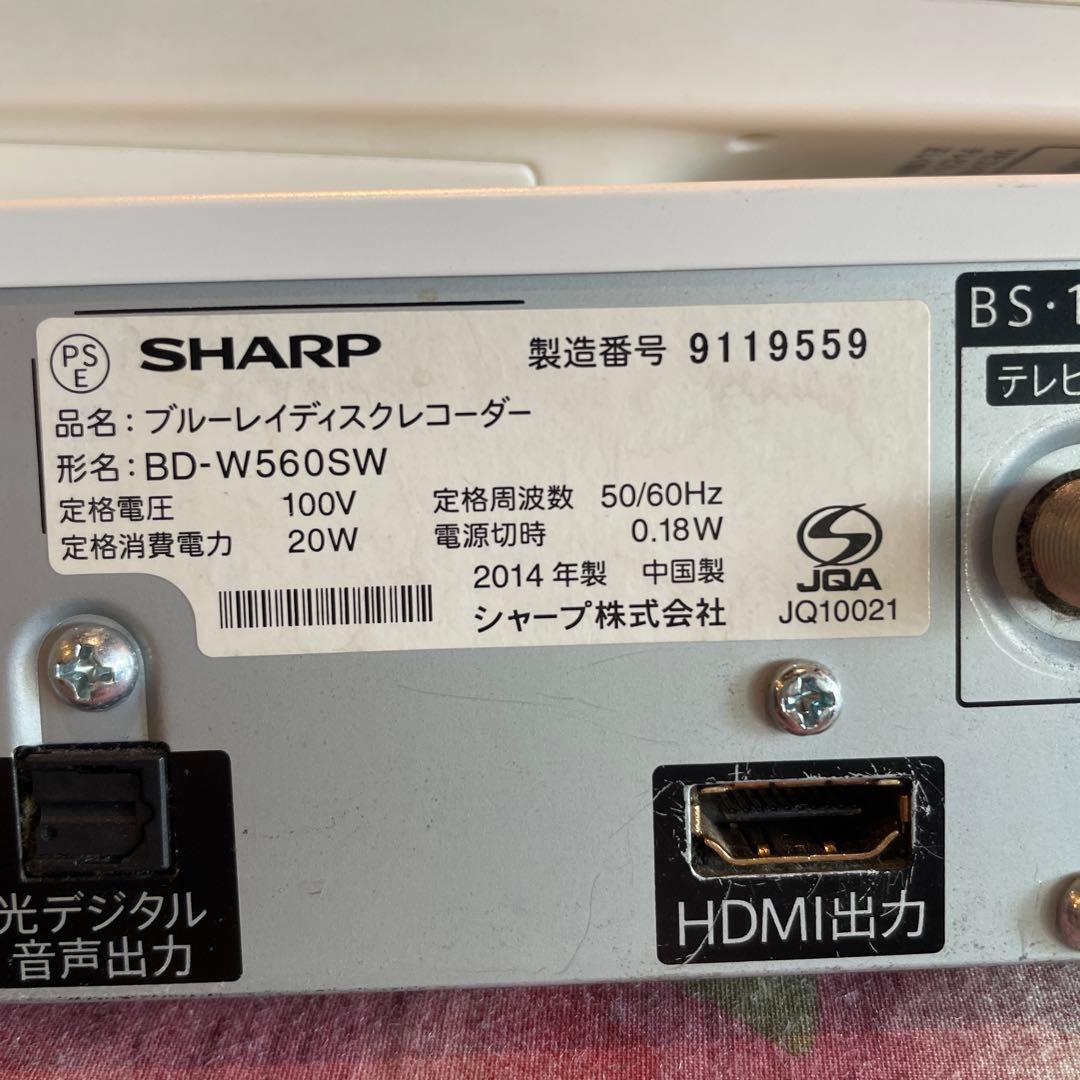 PS
E
SHARP
製造番号 9119559
品名：ブルーレイディスクレコーダー
形名：BD-W560SW
定格電圧 100V 定格周波数 50/60Hz
定格消費電力 20W 電源切時 0.18W
2014年製 中国製
シャープ株式会社
JQA
JQ10021
BS・1
テレビ
光デジタル
音声出力
HDMI出力